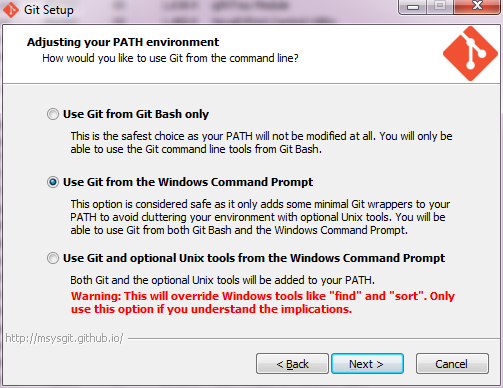 Git Setup
Adjusting your PATH environment
How would you like to use Git from the command line?
Use Git from Git Bash only
This is the safest choice as your PATH will not be modified at all. You will only
be able to use the Git command line tools from Git Bash.
Use Git from the Windows Command Prompt
This option is considered safe as it only adds some minimal Git wrappers to your
PATH to avoid cluttering your environment with optional Unix tools. You will be
able to use Git from both Git Bash and the Windows Command Prompt.
Use Git and optional Unix tools from the Windows Command Prompt
Both Git and the optional Unix tools will be added to your PATH.
Warning: This will override Windows tools like "find" and "sort". Only
use this option if you understand the implications.
http://msysgit.github.io/
< Back Next > Cancel